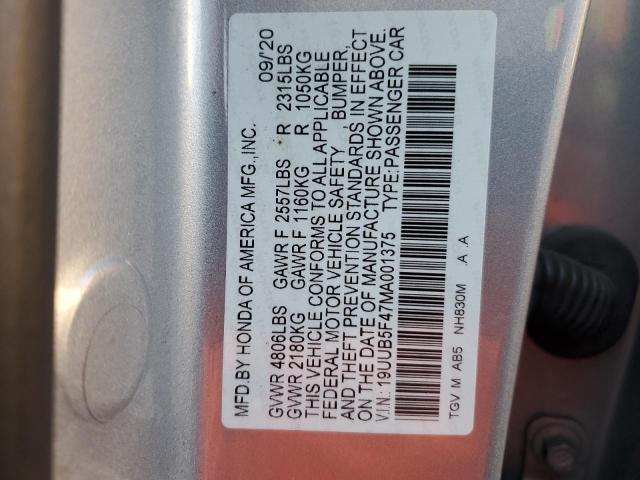 MFD.BY HONDA OF AMERICA MFG.,INC. 09/'20
GVWR 4806LBS GAWR F 2557LBS R 2315LBS
GVWR 2180KG GAWR F 1160KG R 1050KG
THIS VEHICLE CONFORMS TO ALL APPLICABLE
FEDERAL MOTOR VEHICLE SAFETY , BUMPER,
AND THEFT PREVENTION STANDARDS IN EFFECT
ON THE DATE OF MANUFACTURE SHOWN ABOVE.
V.I.N.: 19UUB5F47MA001375 TYPE:PASSENGER CAR
TGV M AB5 NH830M .A .A